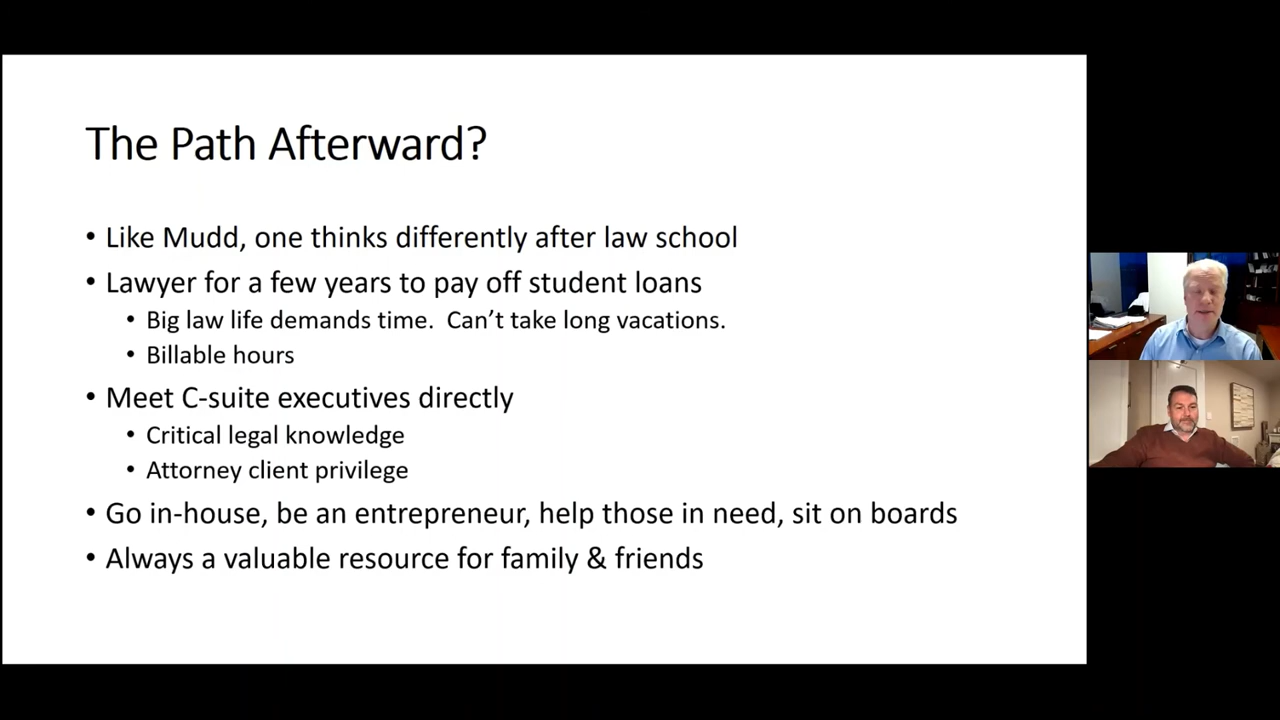 The Path Afterward?
• Like Mudd, one thinks differently after law school
• Lawyer for a few years to pay off student loans
• Big law life demands time.  Can’t take long vacations.
• Billable hours
• Meet C-suite executives directly
• Critical legal knowledge
• Attorney client privilege
• Go in-house, be an entrepreneur, help those in need, sit on boards
• Always a valuable resource for family & friends